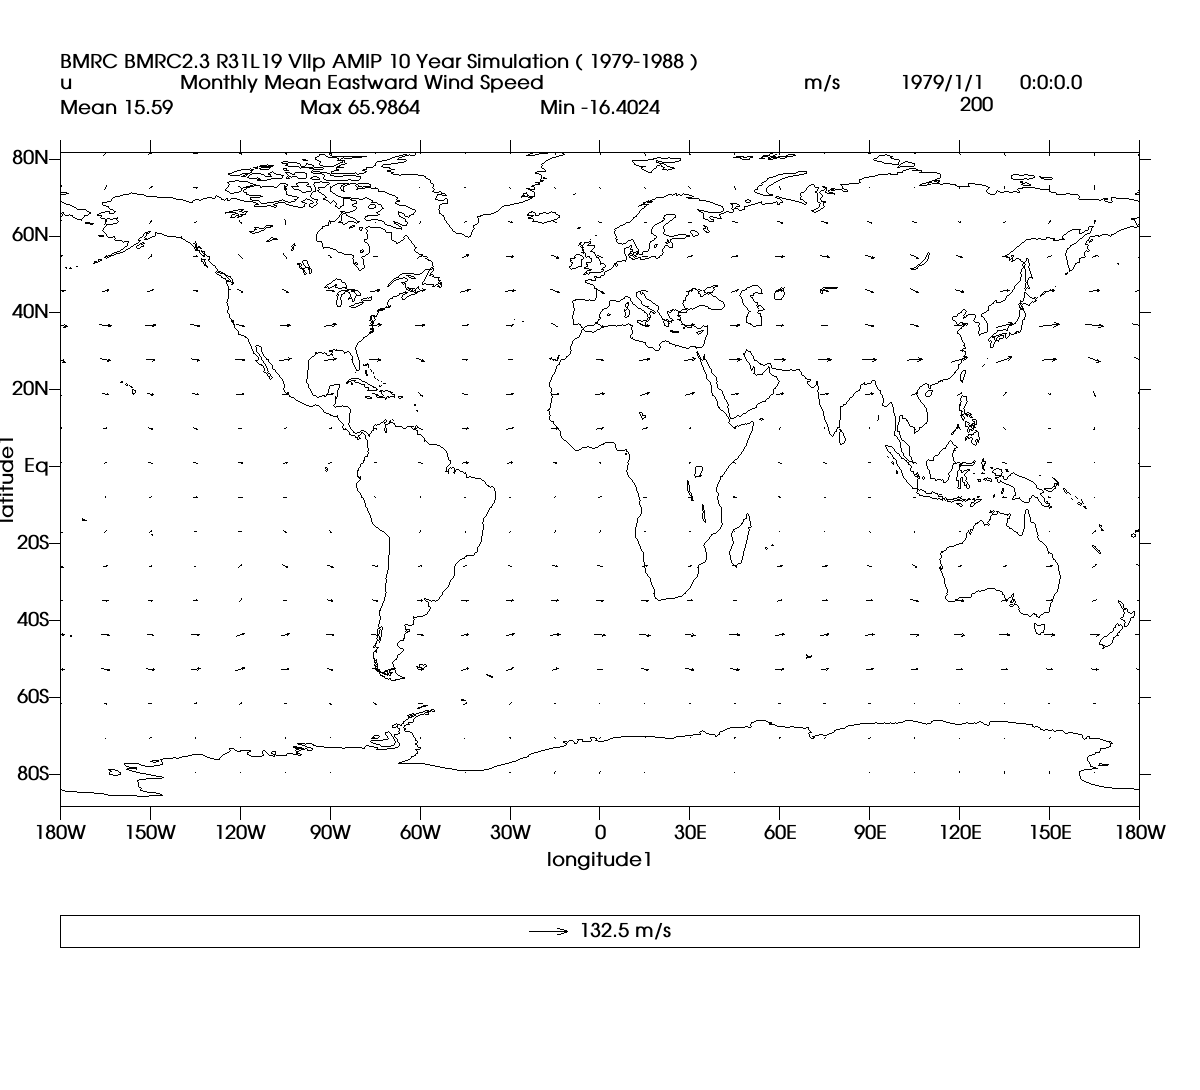 BMRC BMRC2.3 R31L19 VIIp AMIP 10 Year Simulation ( 1979-1988 )
u Monthly Mean Eastward Wind Speed m/s 1979/1/1 0:0:0.0
Mean 15.59 Max 65.9864 Min -16.4024 200
80N
60N
40N
20N
Eq
20S
40S
60S
80S
latitude1
180W 150W 120W 90W 60W 30W 0 30E 60E 90E 120E 150E 180W
longitude1
132.5 m/s